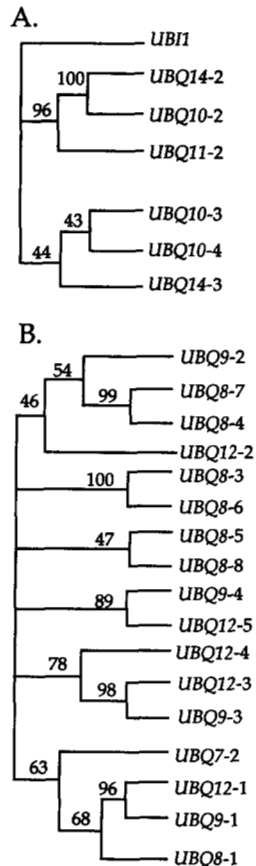 A.
UBI1
100
UBQ14-2
96
UBQ10-2
UBQ11-2
43
UBQ10-3
44
UBQ10-4
UBQ14-3
B.
UBQ9-2
54
99
UBQ8-7
46
UBQ8-4
UBQ12-2
100
UBQ8-3
UBQ8-6
47
UBQ8-5
UBQ8-8
89
UBQ9-4
UBQ12-5
78
UBQ12-4
98
UBQ12-3
UBQ9-3
63
UBQ7-2
96
UBQ12-1
68
UBQ9-1
UBQ8-1